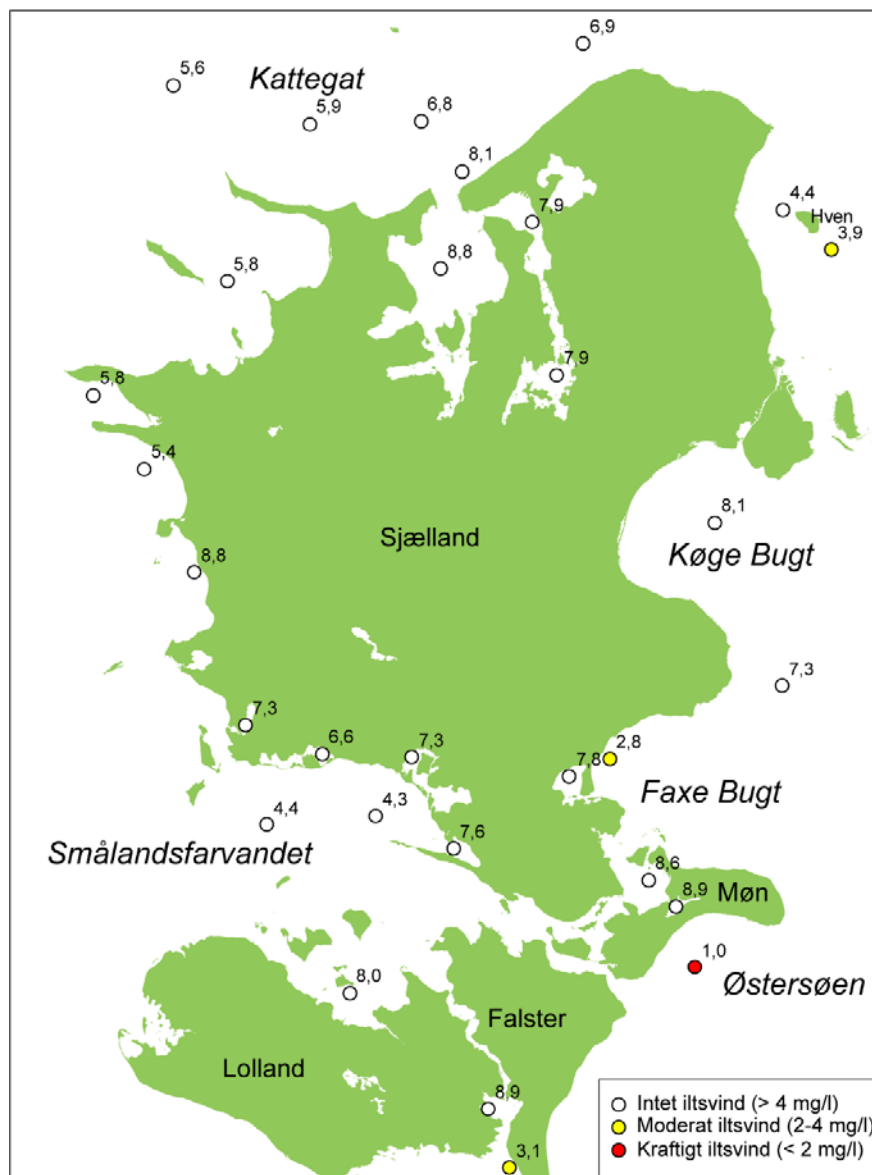 6,9
5,6
Kattegat
5,9
6,8
8,1
7,9
4,4
Hven
3,9
8,8
5,8
7,9
5,8
5,4
8,1
Sjælland
Køge Bugt
8,8
7,3
7,3
6,6
7,3
2,8
7,8
Faxe Bugt
4,4
4,3
Smålandsfarvandet
7,6
8,6
Møn
8,9
1,0
Østersøen
8,0
Falster
Lolland
8,9
3,1
Intet iltsvind (> 4 mg/l)
Moderat iltsvind (2-4 mg/l)
Kraftigt iltsvind (< 2 mg/l)